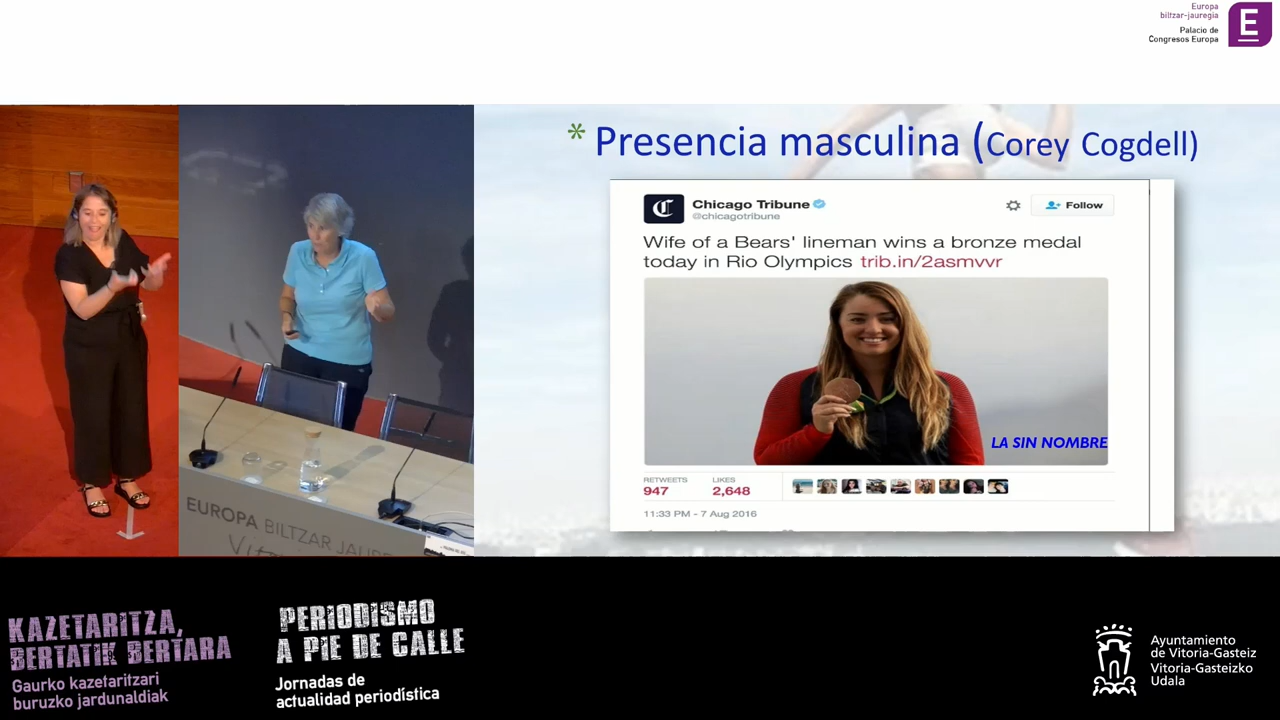 Europa
biltzar-jauregia
Palacio de
Congresos Europa
E
* Presencia masculina (Corey Cogdell)
Chicago Tribune
@chicagotribune
Follow
Wife of a Bears' lineman wins a bronze medal
today in Rio Olympics trib.in/2asmvvr
LA SIN NOMBRE
RETWEETS
947
LIKES
2,648
11:33 PM - 7 Aug 2016
EUROPA BILTZAR JAURE
KAZETARITZA,
BERTATIK BERTARA
Gaurko kazetaritzari
buruzko jardunaldiak
PERIODISMO
A PIE DE CALLE
Jornadas de
actualidad periodística
Ayuntamiento
de Vitoria-Gasteiz
Vitoria-Gasteizko
Udala